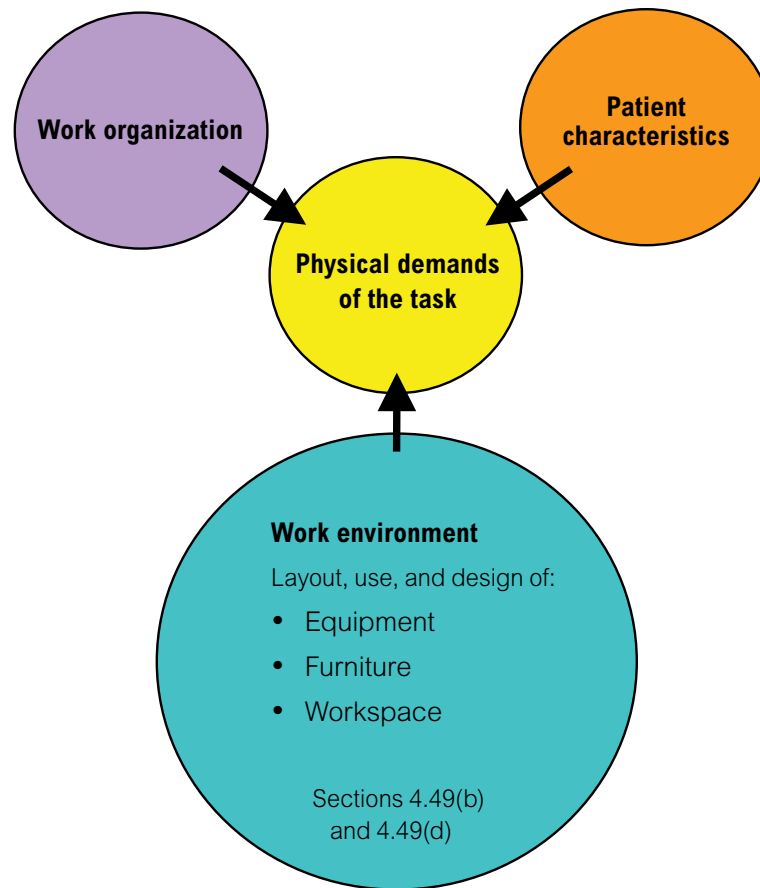 Work organization
Patient
characteristics
Physical demands
of the task
Work environment
Layout, use, and design of:
• Equipment
• Furniture
• Workspace
Sections 4.49(b)
and 4.49(d)